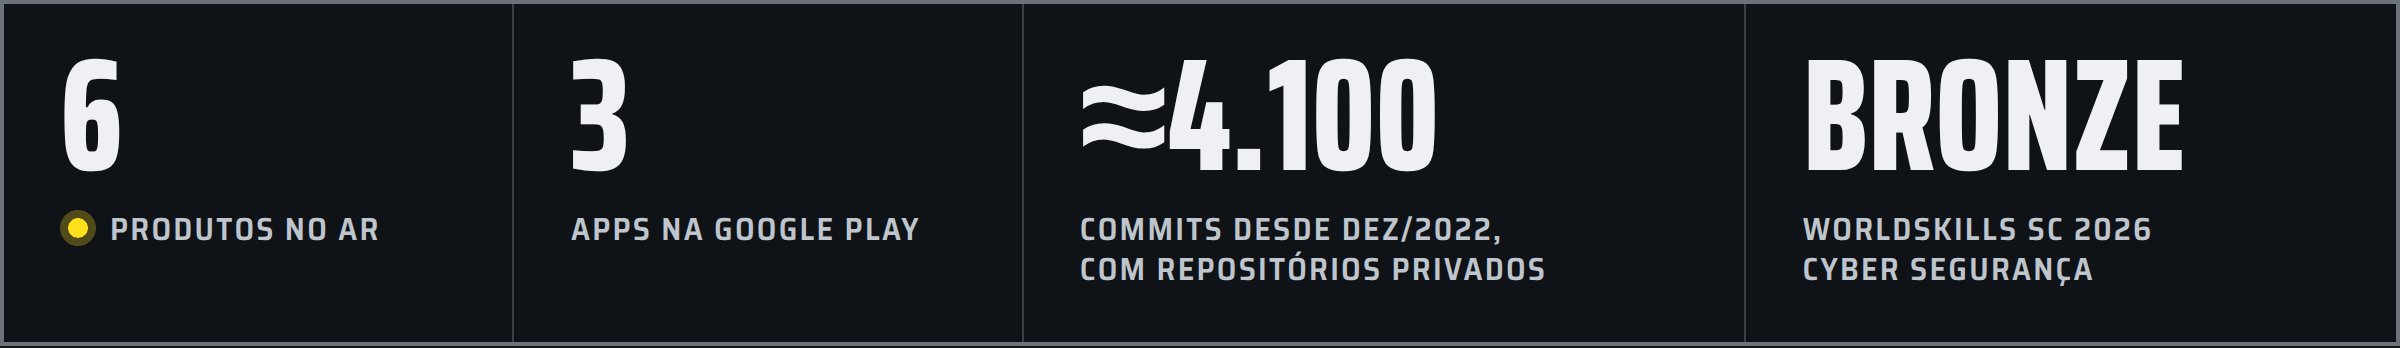 6
PRODUTOS NO AR
3
APPS NA GOOGLE PLAY
≈4.100
COMMITS DESDE DEZ/2022,
COM REPOSITÓRIOS PRIVADOS
BRONZE
WORLDSKILLS SC 2026
CYBER SEGURANÇA